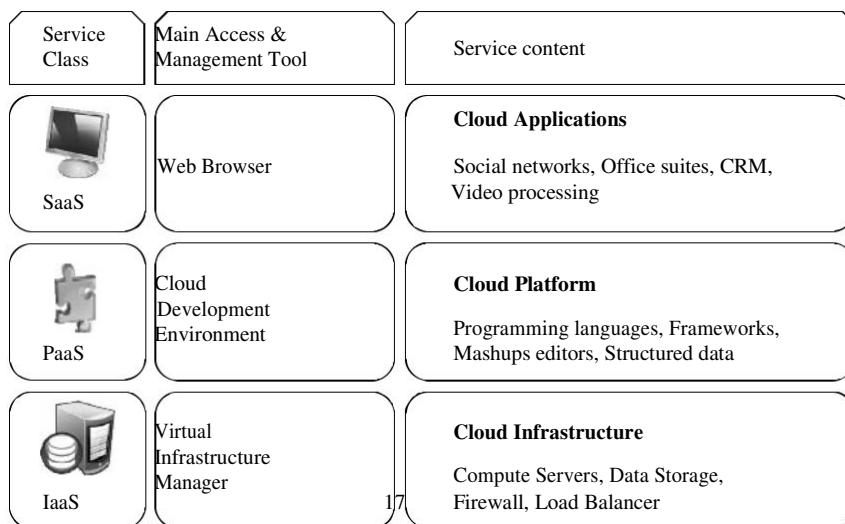 Service
Class
Main Access &
Management Tool
Service content
SaaS
Web Browser
Cloud Applications
Social networks, Office suites, CRM,
Video processing
PaaS
Cloud
Development
Environment
Cloud Platform
Programming languages, Frameworks,
Mashups editors, Structured data
IaaS
Virtual
Infrastructure
Manager
17
Cloud Infrastructure
Compute Servers, Data Storage,
Firewall, Load Balancer